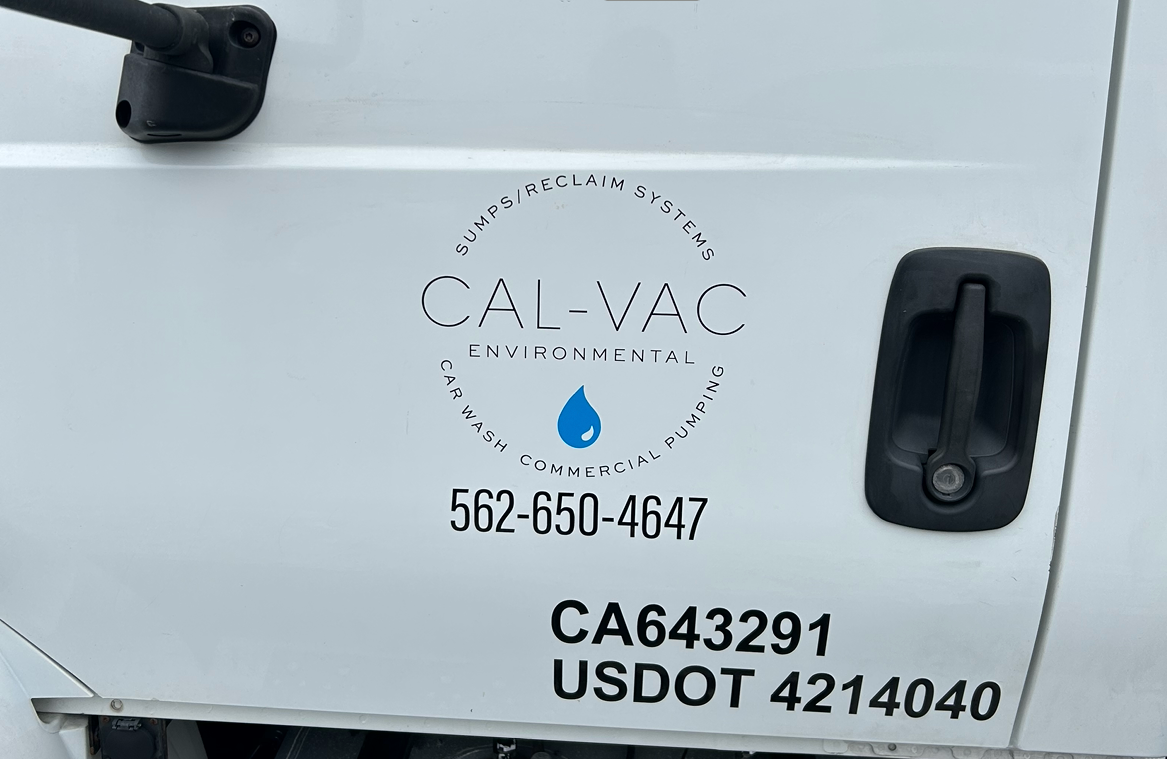 SUMPS/RECLAIM SYSTEMS
CAL-VAC
ENVIRONMENTAL
CAR WASH COMMERCIAL PUMPING
562-650-4647
CA643291
USDOT 4214040